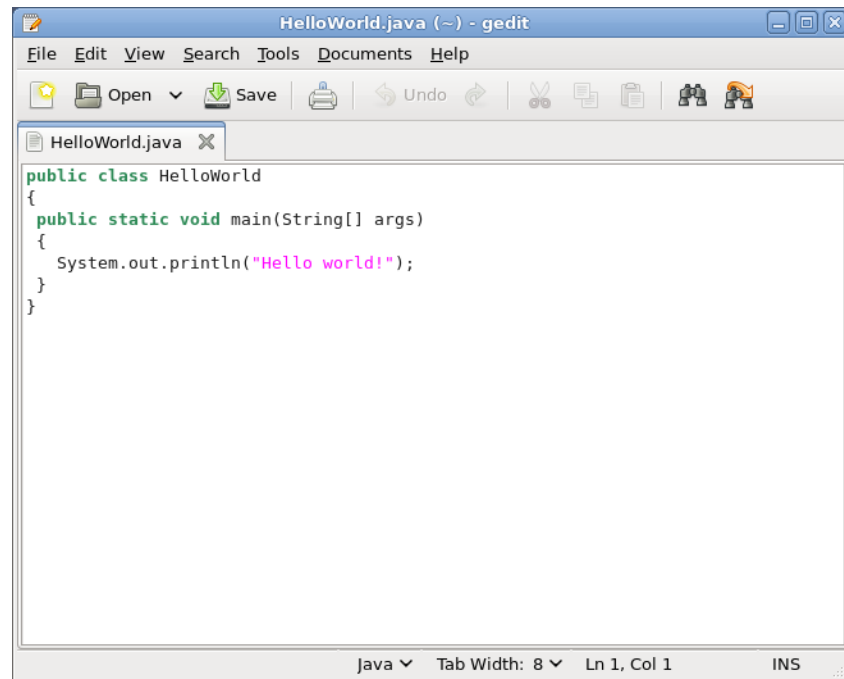 HelloWorld.java (~) - gedit
File Edit View Search Tools Documents Help
Open Save Undo
HelloWorld.java
public class HelloWorld
{
 public static void main(String[] args)
 {
   System.out.println("Hello world!");
 }
}
Java Tab Width: 8 Ln 1, Col 1 INS